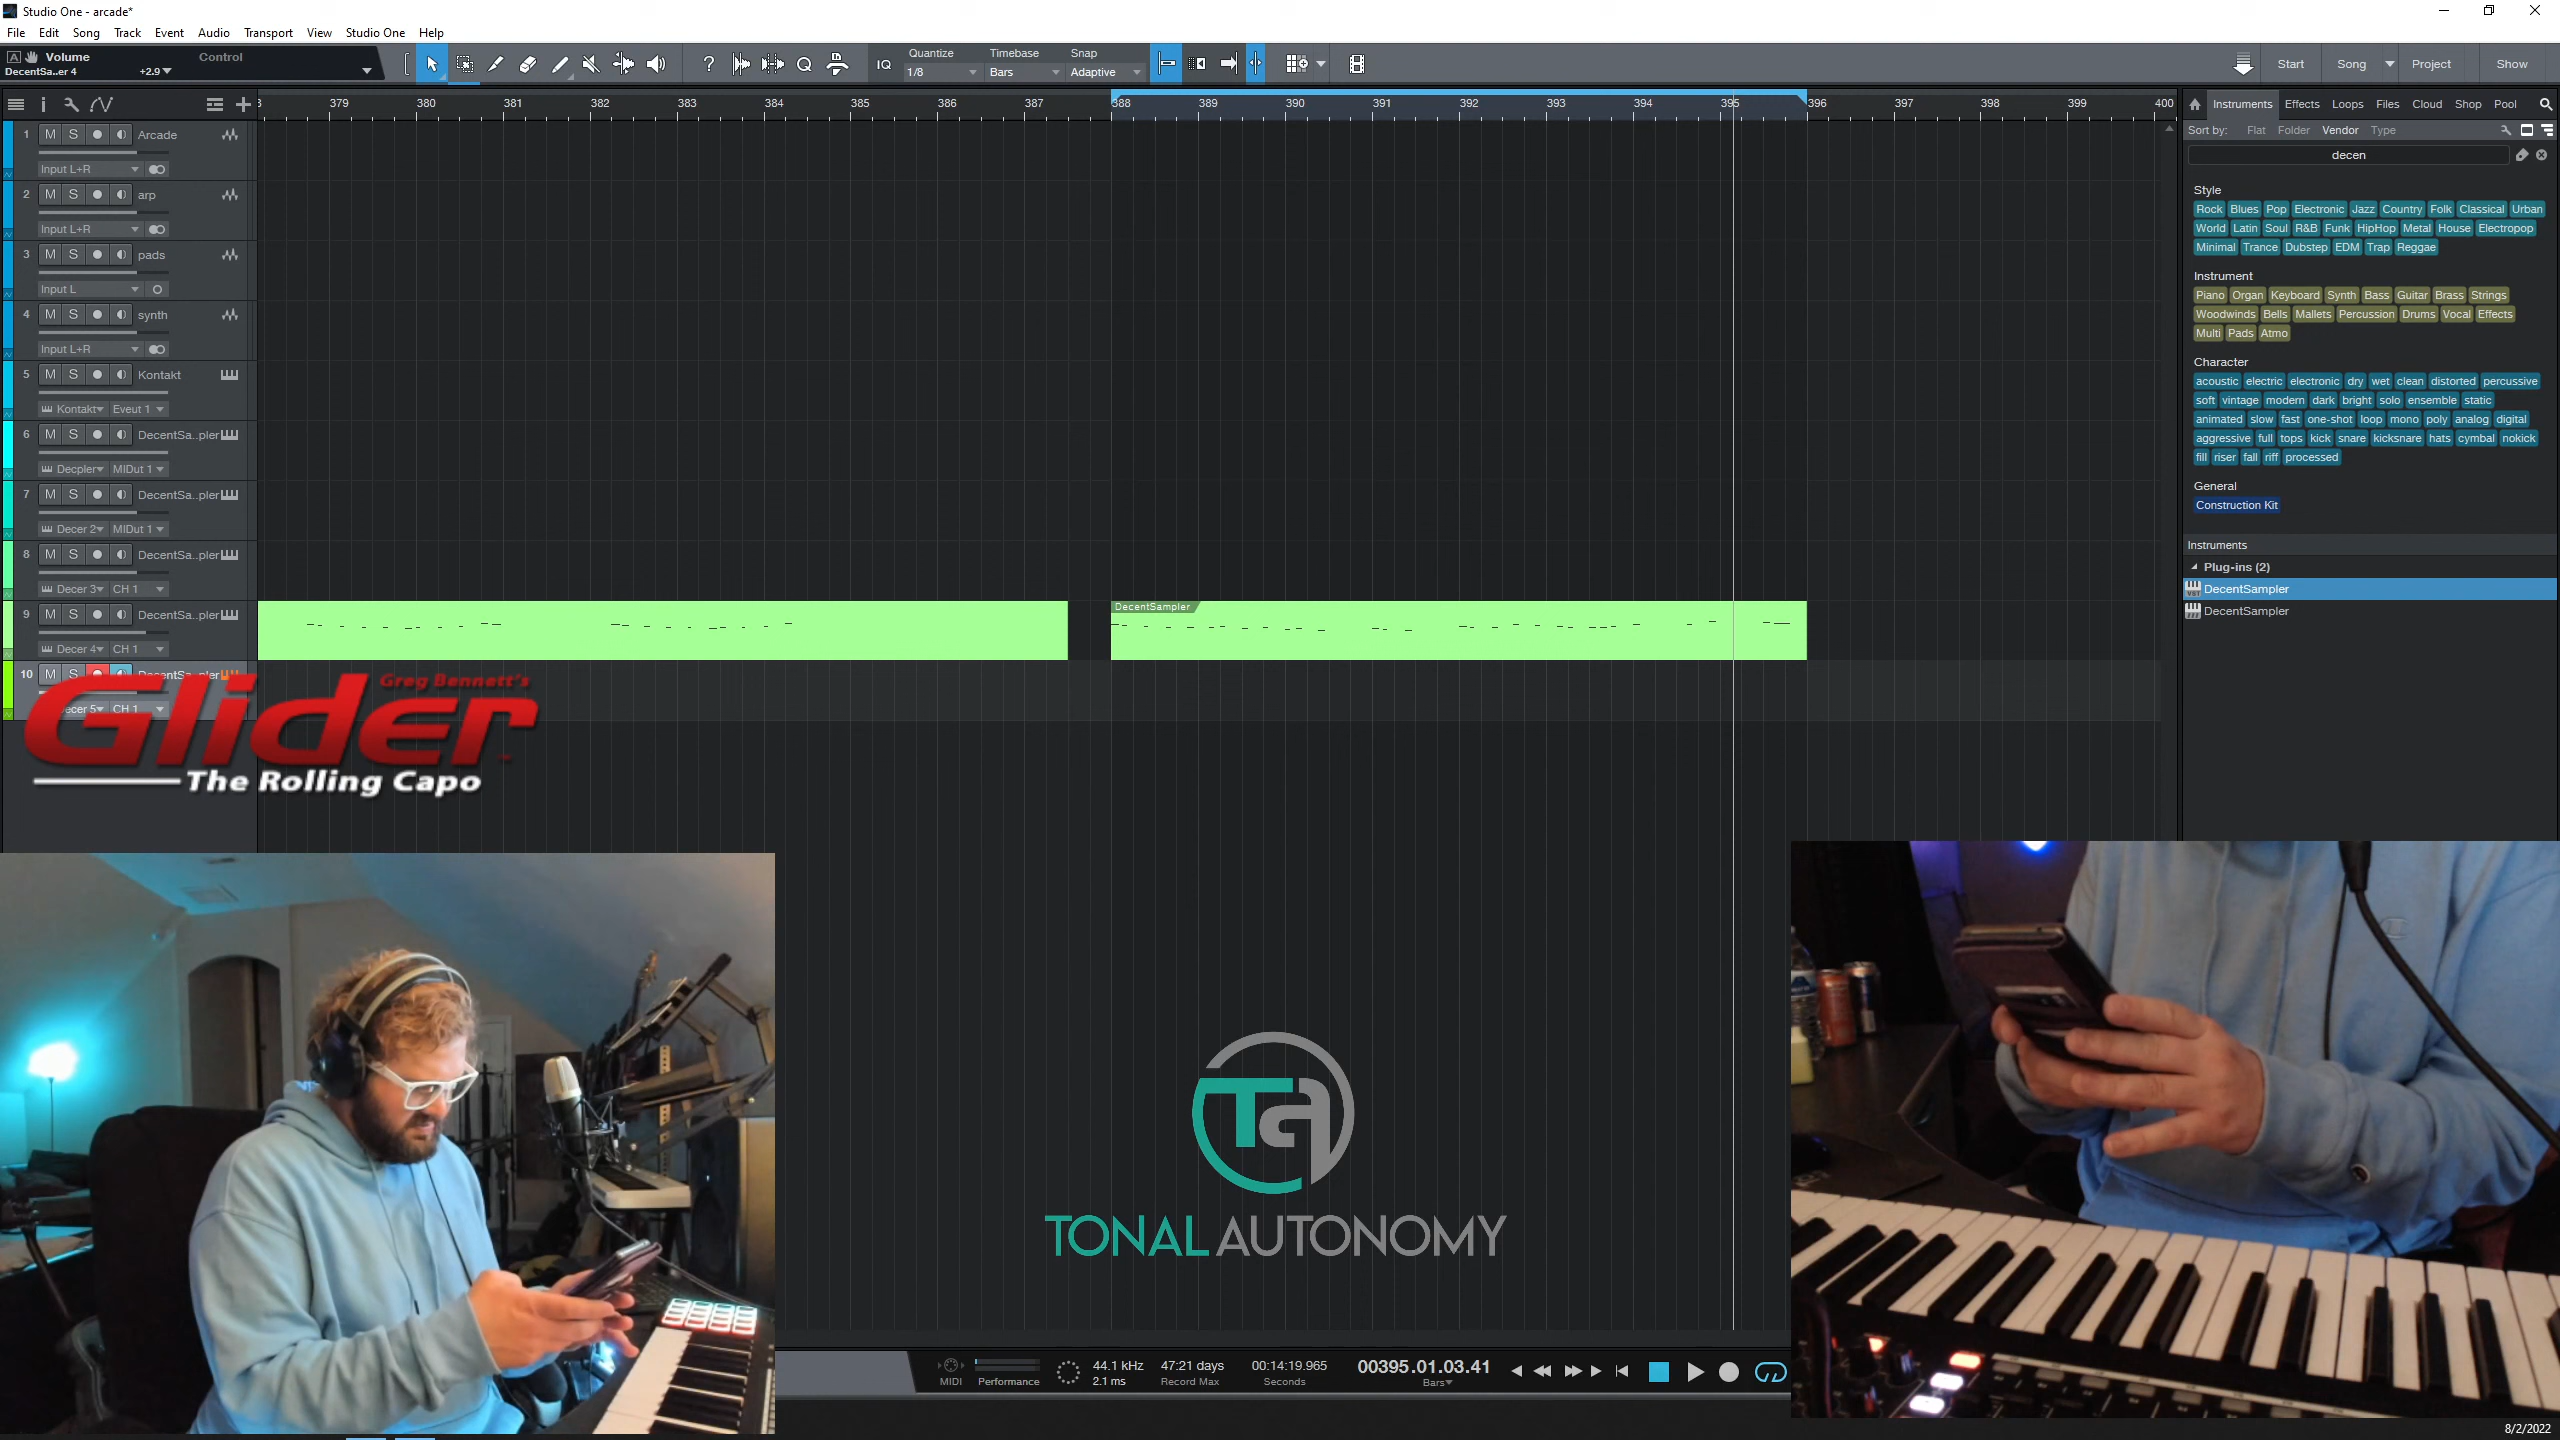 Studio One - arcade*
File Edit Song Track Event Audio Transport View Studio One Help
Volume Control
DecentSa..er 4 +2.9
IQ Quantize 1/8 Timebase Bars Snap Adaptive
Start Song Project Show
379 380 381 382 383 384 385 386 387 388 389 390 391 392 393 394 395 396 397 398 399 400
1 M S Arcade
Input L+R
2 M S arp
Input L+R
3 M S pads
Input L
4 M S synth
Input L+R
5 M S Kontakt
Kontakt Eveut 1
6 M S DecentSa..pler
Decpler MIDut 1
7 M S DecentSa..pler
Decer 2 MIDut 1
8 M S DecentSa..pler
Decer 3 CH 1
9 M S DecentSa..pler
Decer 4 CH 1
10 M S DecentSa..pler
ecer 5 CH 1
DecentSampler
Greg Bennett's
Glider
The Rolling Capo
Instruments Effects Loops Files Cloud Shop Pool
Sort by: Flat Folder Vendor Type
decen
Style
Rock Blues Pop Electronic Jazz Country Folk Classical Urban
World Latin Soul R&B Funk HipHop Metal House Electropop
Minimal Trance Dubstep EDM Trap Reggae
Instrument
Piano Organ Keyboard Synth Bass Guitar Brass Strings
Woodwinds Bells Mallets Percussion Drums Vocal Effects
Multi Pads Atmo
Character
acoustic electric electronic dry wet clean distorted percussive
soft vintage modern dark bright solo ensemble static
animated slow fast one-shot loop mono poly analog digital
aggressive full tops kick snare kicksnare hats cymbal nokick
fill riser fall riff processed
General
Construction Kit
Instruments
Plug-ins (2)
DecentSampler
DecentSampler
Ta
TONAL AUTONOMY
MIDI Performance
44.1 kHz
2.1 ms
47:21 days
Record Max
00:14:19.965
Seconds
00395.01.03.41
Bars
8/2/2022